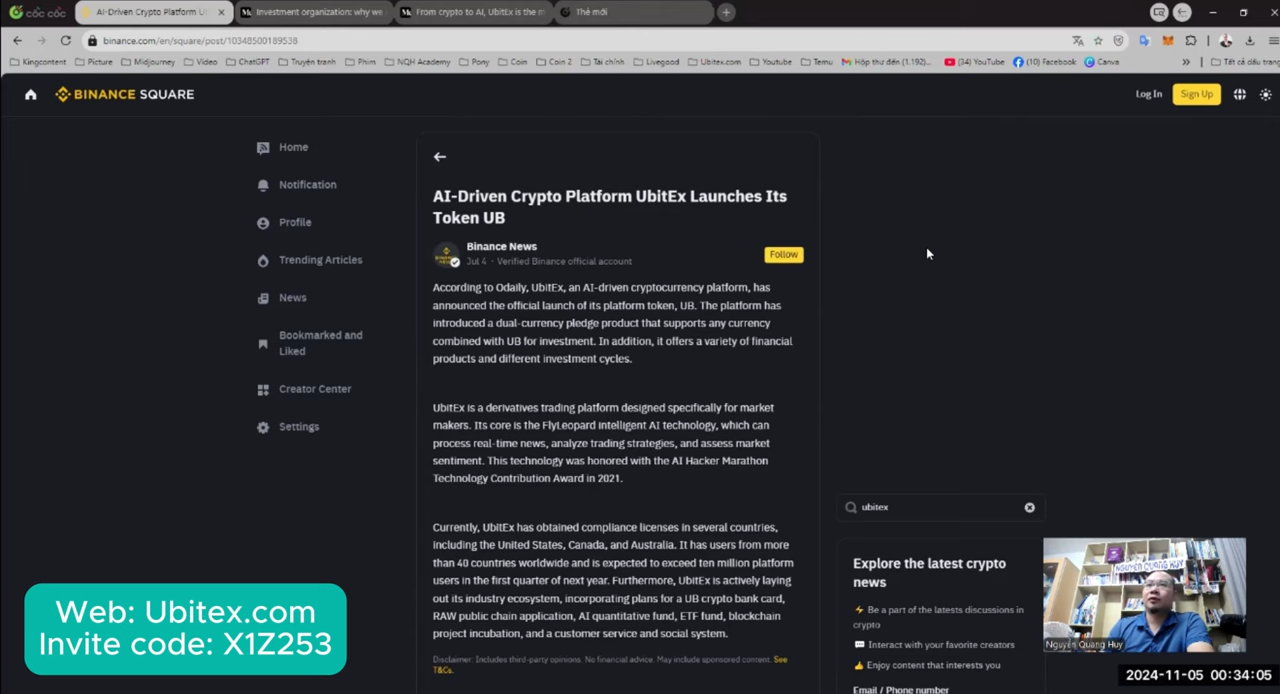 cốc cốc
AI-Driven Crypto Platform Ub
Investment organization: why we
From crypto to AI, UbitEx is the m
Thẻ mới
binance.com/en/square/post/10348500189538
Kingcontent
Picture
Midjourney
Video
ChatGPT
Truyện tranh
Phim
NQH Academy
Pony
Coin
Coin 2
Tài chính
Livegood
Ubitex.com
Youtube
Temu
Hộp thư đến (1.192)...
(34) YouTube
(10) Facebook
Canva
Tất cả dấu trang
BINANCE SQUARE
Log In
Sign Up
Home
Notification
Profile
Trending Articles
News
Bookmarked and
Liked
Creator Center
Settings
AI-Driven Crypto Platform UbitEx Launches Its
Token UB
Binance News
Jul 4 - Verified Binance official account
Follow
According to Odaily, UbitEx, an AI-driven cryptocurrency platform, has
announced the official launch of its platform token, UB. The platform has
introduced a dual-currency pledge product that supports any currency
combined with UB for investment. In addition, it offers a variety of financial
products and different investment cycles.
UbitEx is a derivatives trading platform designed specifically for market
makers. Its core is the FlyLeopard intelligent AI technology, which can
process real-time news, analyze trading strategies, and assess market
sentiment. This technology was honored with the AI Hacker Marathon
Technology Contribution Award in 2021.
Currently, UbitEx has obtained compliance licenses in several countries,
including the United States, Canada, and Australia. It has users from more
than 40 countries worldwide and is expected to exceed ten million platform
users in the first quarter of next year. Furthermore, UbitEx is actively laying
out its industry ecosystem, incorporating plans for a UB crypto bank card,
RAW public chain application, AI quantitative fund, ETF fund, blockchain
project incubation, and a customer service and social system.
Disclaimer: Includes third-party opinions. No financial advice. May include sponsored content. See
T&Cs.
ubitex
Explore the latest crypto
news
⚡ Be a part of the latests discussions in
crypto
💬 Interact with your favorite creators
👍 Enjoy content that interests you
Email / Phone number
NGUYỄN QUANG HUY
Nguyễn Quang Huy
Web: Ubitex.com
Invite code: X1Z253
2024-11-05 00:34:05